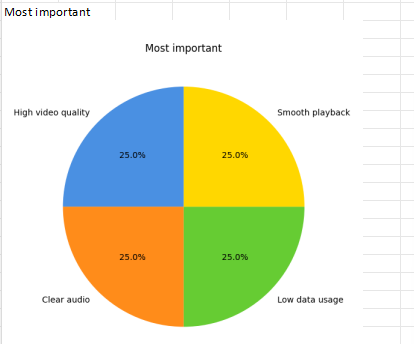 Most important
Most important
High video quality
Smooth playback
25.0%
25.0%
25.0%
25.0%
Clear audio
Low data usage